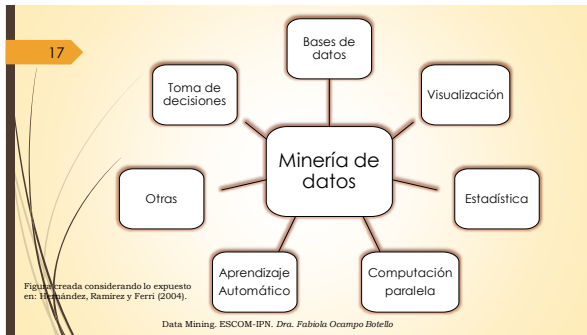 17
Bases de
datos
Toma de
decisiones
Visualización
Minería de
datos
Otras
Estadística
Aprendizaje
Automático
Computación
paralela
Figura creada considerando lo expuesto
en: Hernández, Ramírez y Ferri (2004).
Data Mining. ESCOM-IPN. Dra. Fabiola Ocampo Botello